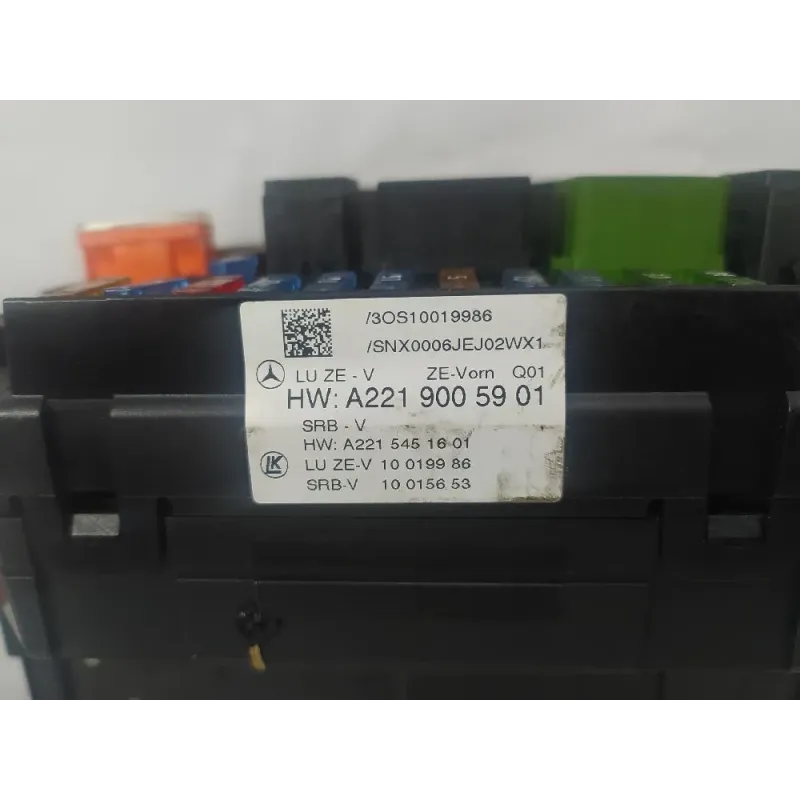 /3OS10019986
/SNX0006JEJ02WX1
LU ZE - V ZE-Vorn Q01
HW: A221 900 59 01
SRB - V
HW: A221 545 16 01
LK LU ZE-V 10 0199 86
SRB-V 10 0156 53